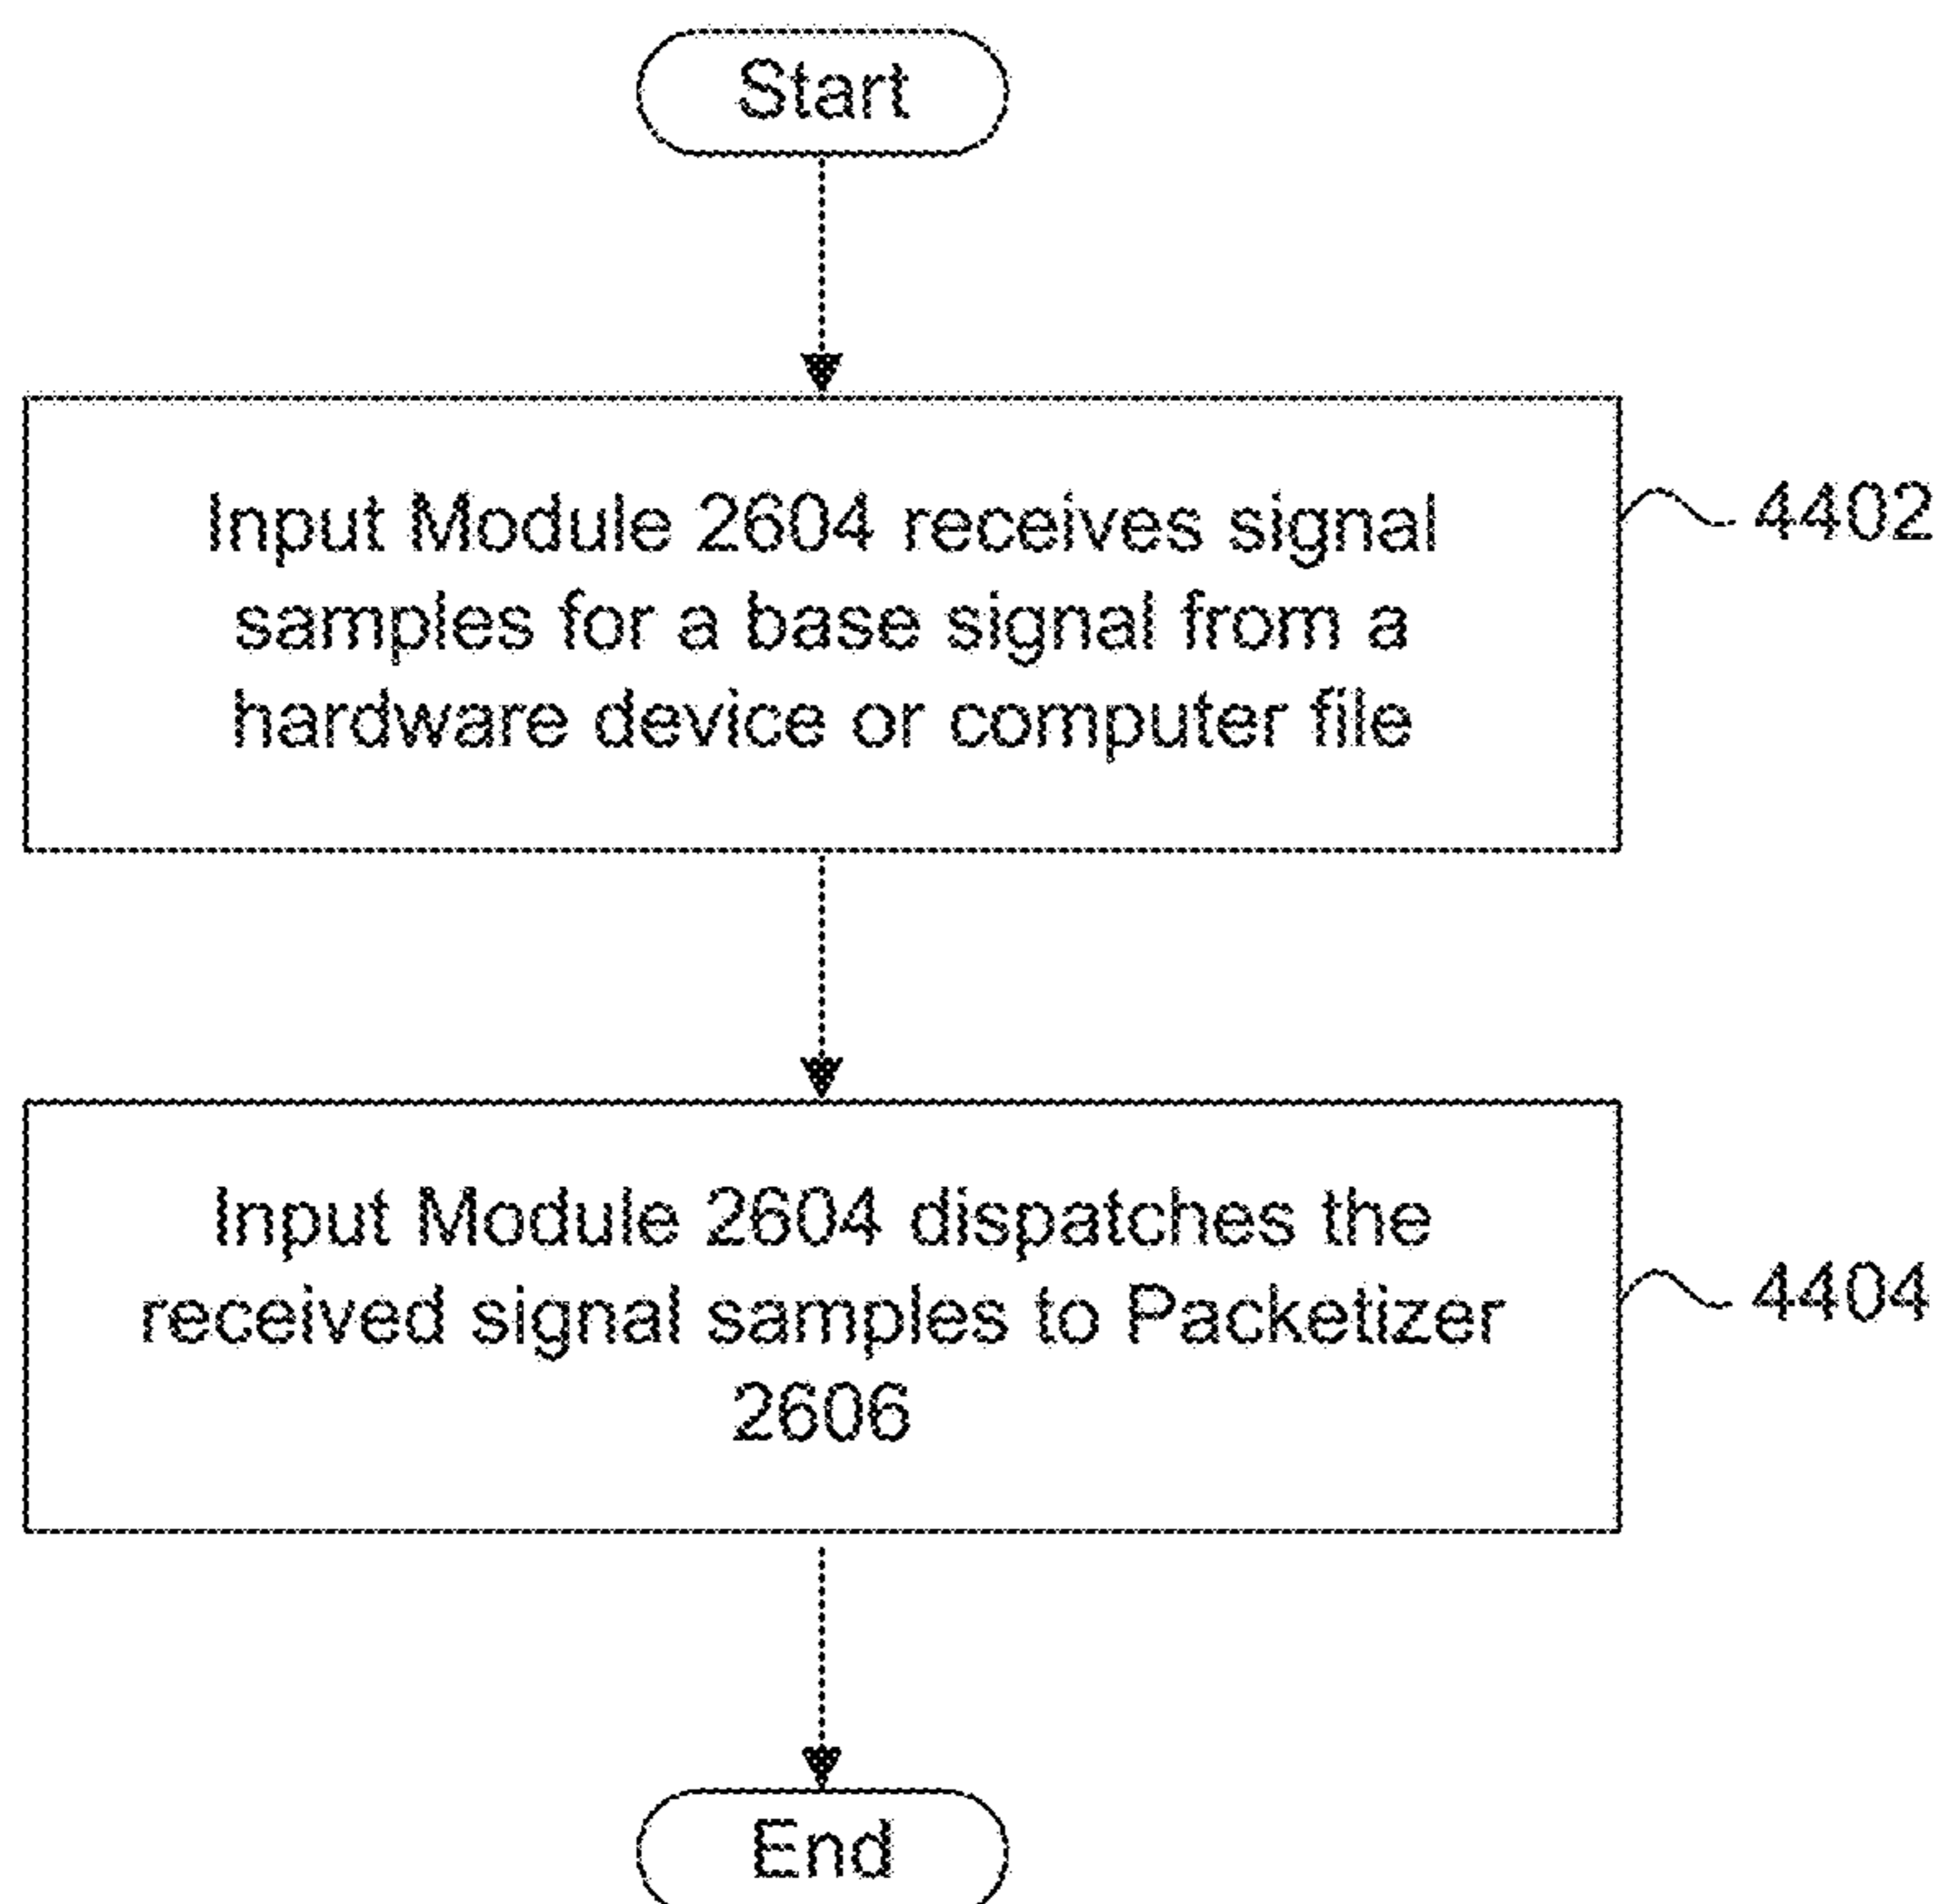 Start
Input Module 2604 receives signal
samples for a base signal from a
hardware device or computer file
4402
Input Module 2604 dispatches the
received signal samples to Packetizer
2606
4404
End